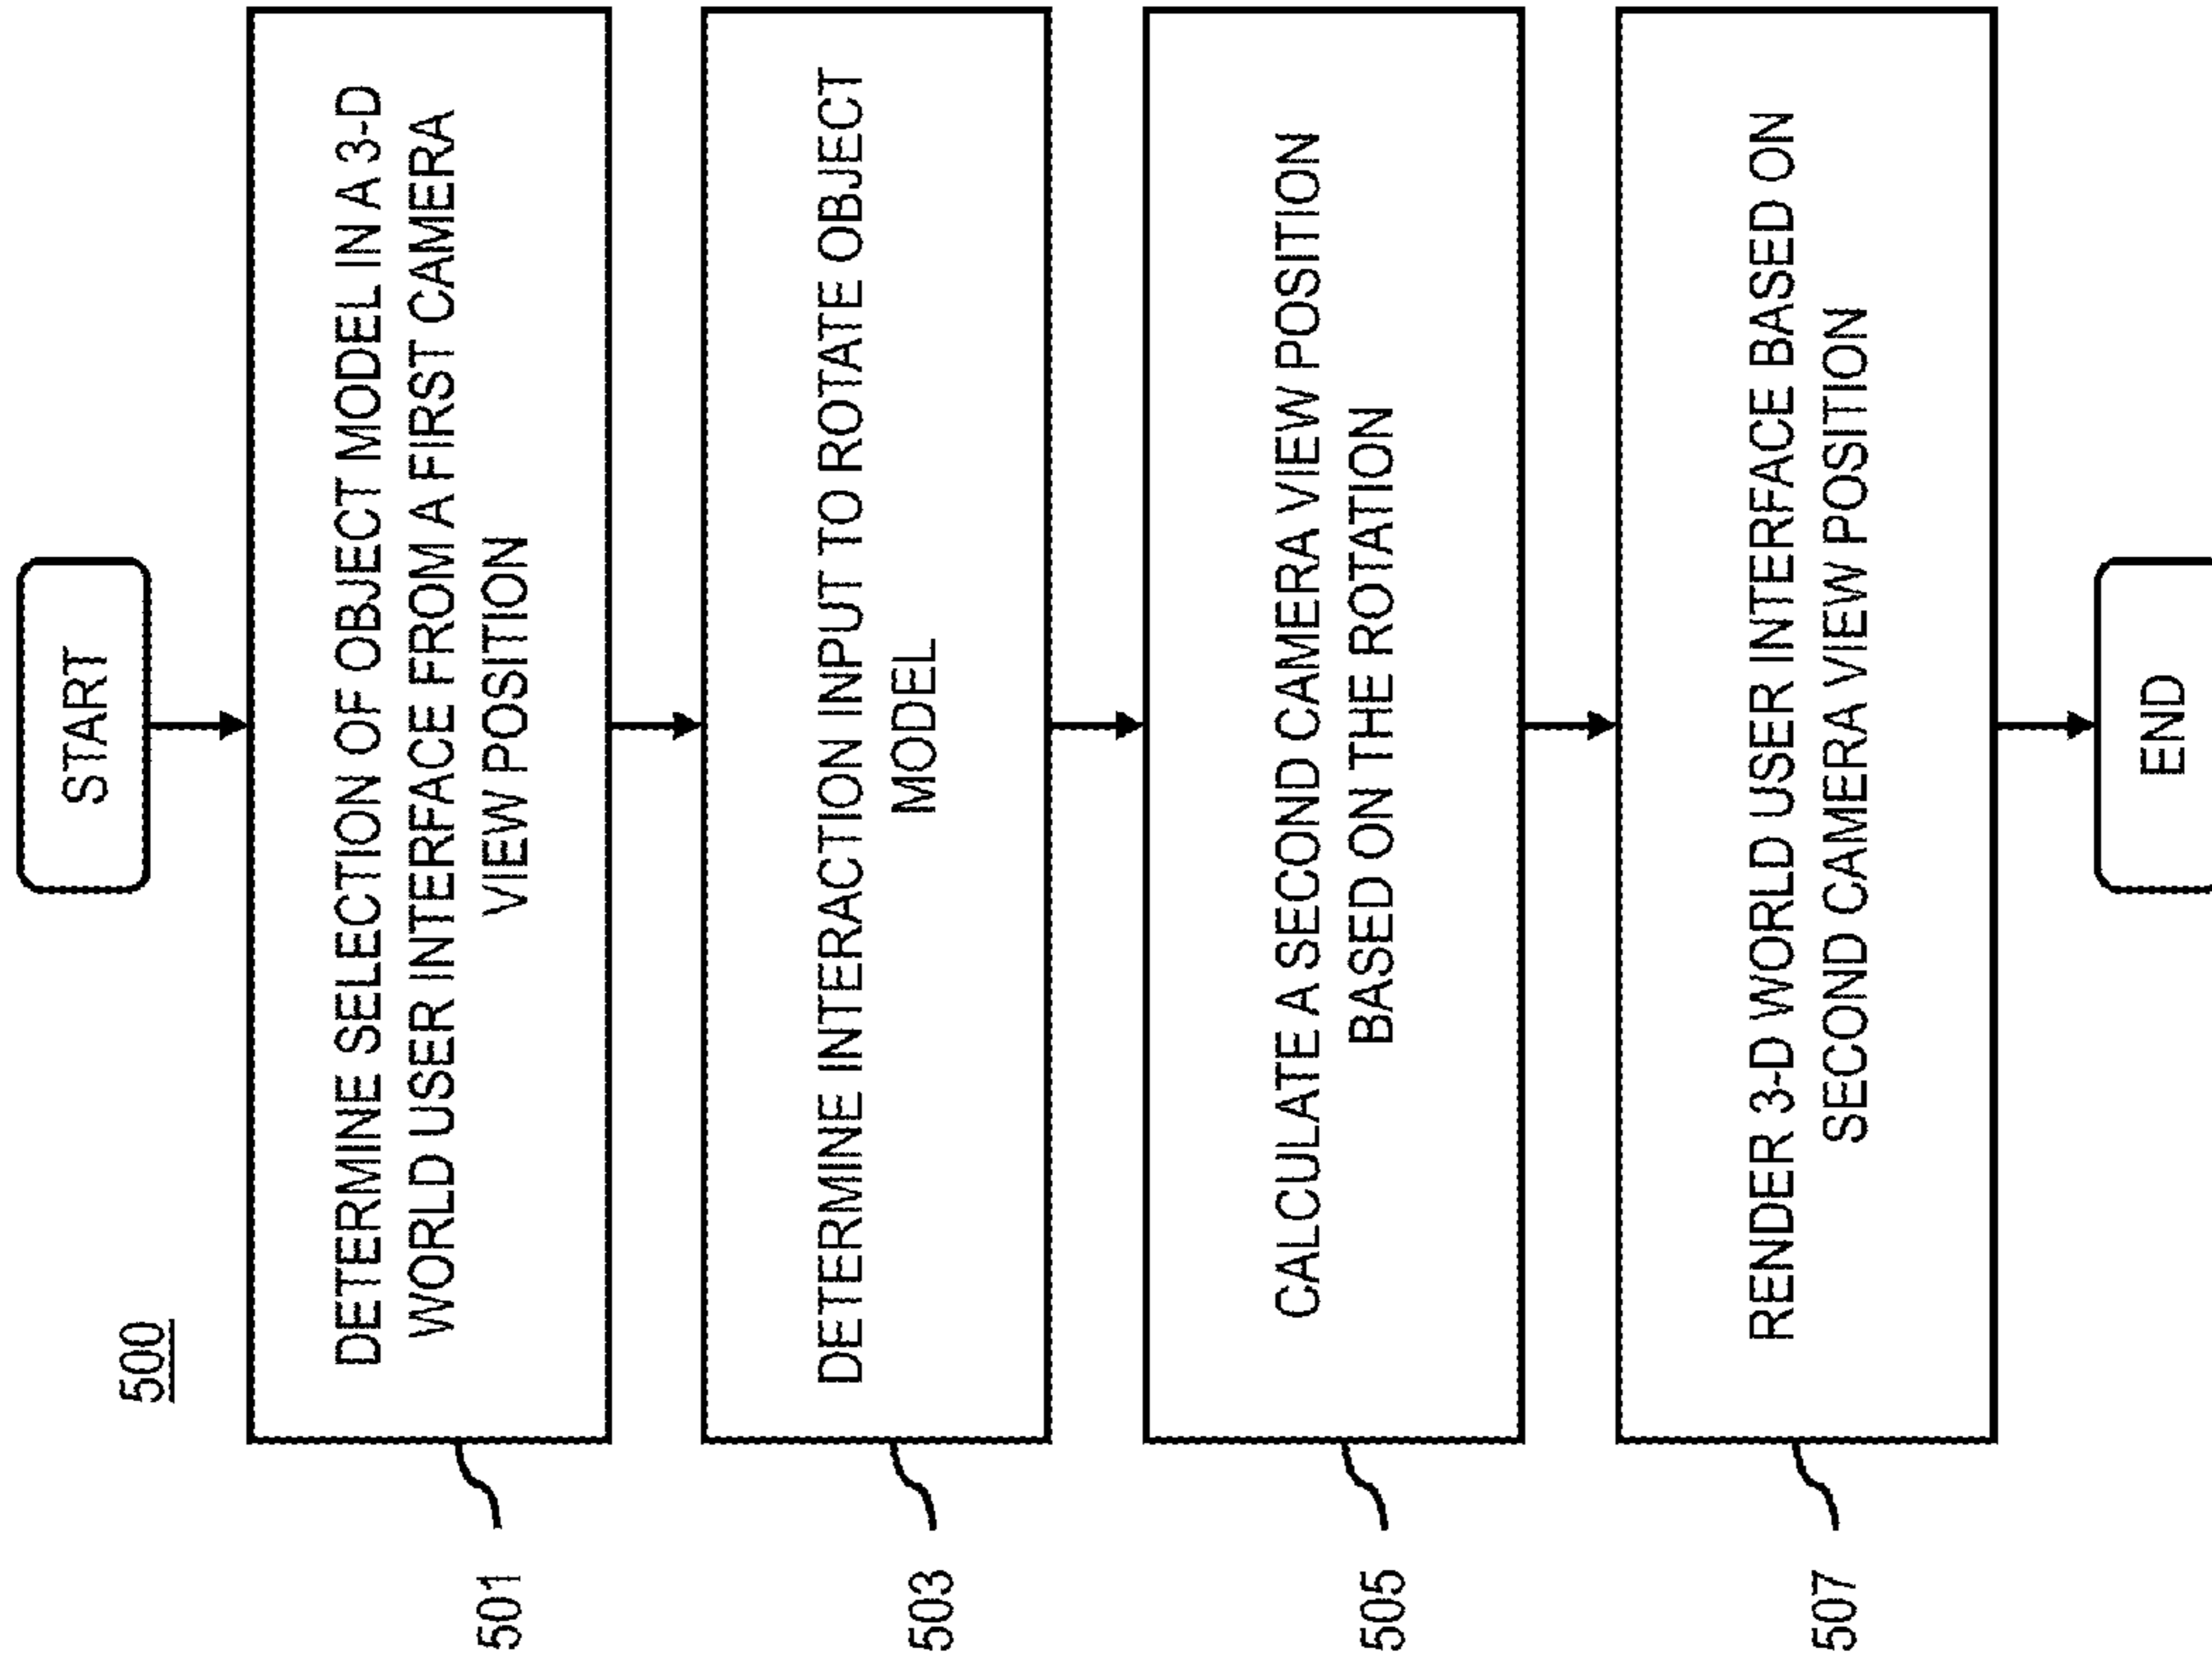 500
START
DETERMINE SELECTION OF OBJECT MODEL IN A 3-D
WORLD USER INTERFACE FROM A FIRST CAMERA
VIEW POSITION
501
DETERMINE INTERACTION INPUT TO ROTATE OBJECT
MODEL
503
CALCULATE A SECOND CAMERA VIEW POSITION
BASED ON THE ROTATION
505
RENDER 3-D WORLD USER INTERFACE BASED ON
SECOND CAMERA VIEW POSITION
507
END